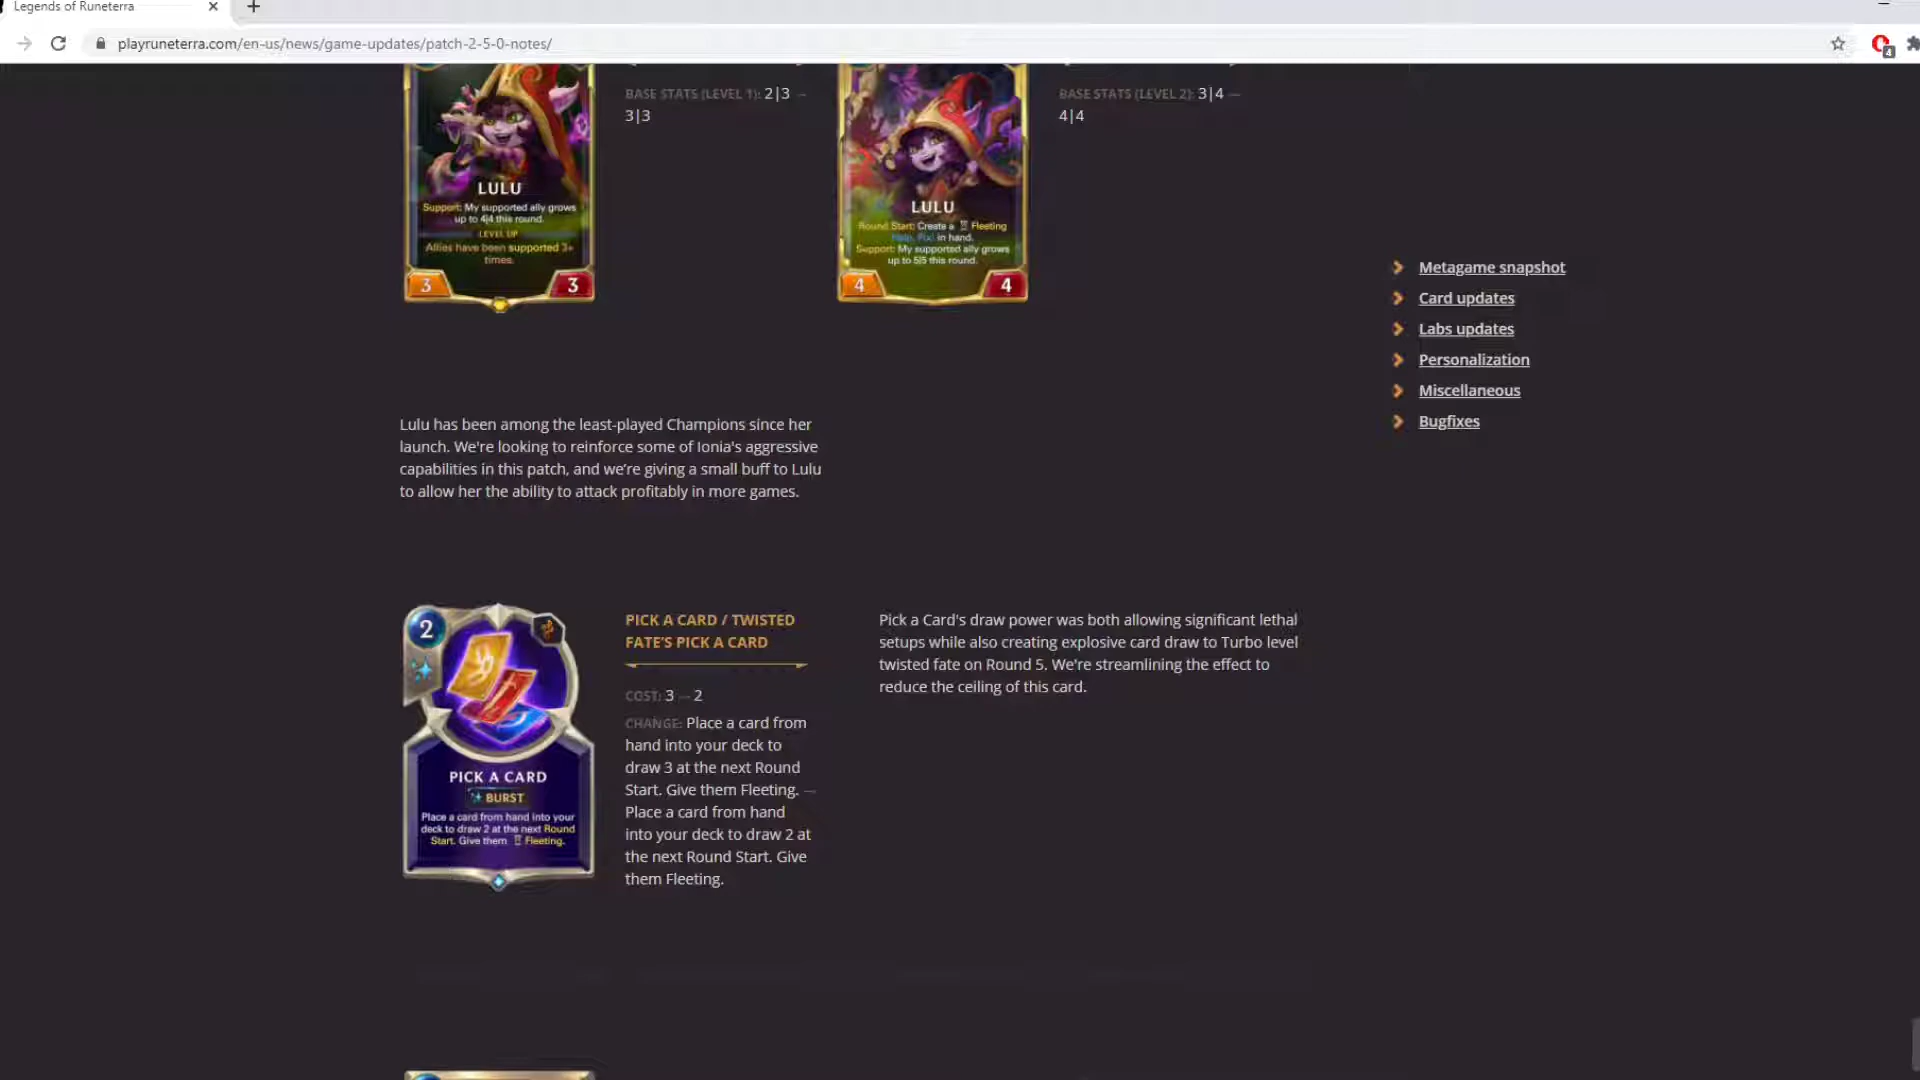 Legends of Runeterra
playruneterra.com/en-us/news/game-updates/patch-2-5-0-notes/
4
BASE STATS (LEVEL 1): 2|3 —
3|3
BASE STATS (LEVEL 2): 3|4 —
4|4
LULU
Support: My supported ally grows
up to 4|4 this round.
LEVEL UP
Allies have been supported 3+
times.
3
3
LULU
Round Start: Create a Fleeting
Help, Pix! in hand.
Support: My supported ally grows
up to 5|5 this round.
4
4
Metagame snapshot
Card updates
Labs updates
Personalization
Miscellaneous
Bugfixes
Lulu has been among the least-played Champions since her
launch. We're looking to reinforce some of Ionia's aggressive
capabilities in this patch, and we're giving a small buff to Lulu
to allow her the ability to attack profitably in more games.
2
PICK A CARD
BURST
Place a card from hand into your
deck to draw 2 at the next Round
Start. Give them Fleeting.
PICK A CARD / TWISTED
FATE'S PICK A CARD
COST: 3 — 2
CHANGE: Place a card from
hand into your deck to
draw 3 at the next Round
Start. Give them Fleeting. —
Place a card from hand
into your deck to draw 2 at
the next Round Start. Give
them Fleeting.
Pick a Card's draw power was both allowing significant lethal
setups while also creating explosive card draw to Turbo level
twisted fate on Round 5. We're streamlining the effect to
reduce the ceiling of this card.